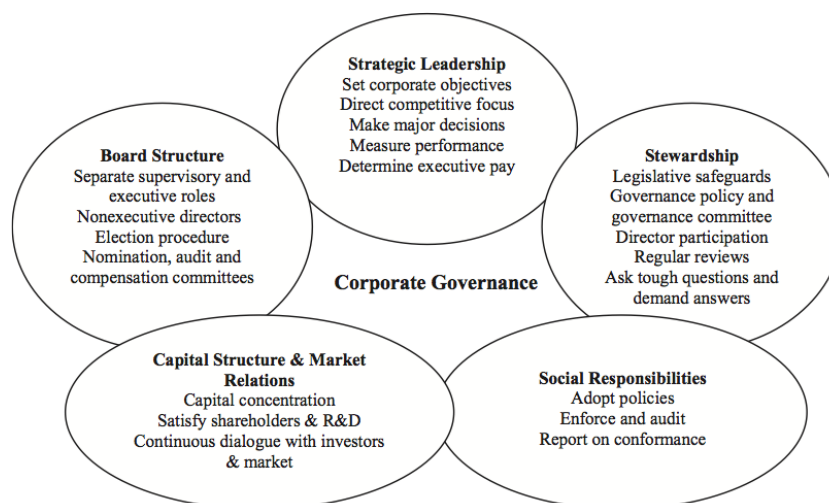 Strategic Leadership
Set corporate objectives
Direct competitive focus
Make major decisions
Measure performance
Determine executive pay
Board Structure
Separate supervisory and
executive roles
Nonexecutive directors
Election procedure
Nomination, audit and
compensation committees
Stewardship
Legislative safeguards
Governance policy and
governance committee
Director participation
Regular reviews
Ask tough questions and
demand answers
Corporate Governance
Capital Structure & Market
Relations
Capital concentration
Satisfy shareholders & R&D
Continuous dialogue with investors
& market
Social Responsibilities
Adopt policies
Enforce and audit
Report on conformance